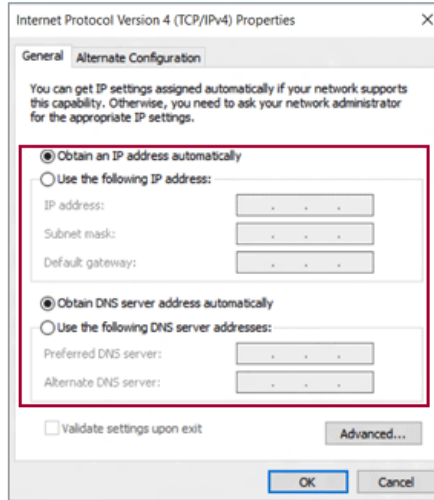 Internet Protocol Version 4 (TCP/IPv4) Properties
General Alternate Configuration
You can get IP settings assigned automatically if your network supports
this capability. Otherwise, you need to ask your network administrator
for the appropriate IP settings.
Obtain an IP address automatically
Use the following IP address:
IP address:
Subnet mask:
Default gateway:
Obtain DNS server address automatically
Use the following DNS server addresses:
Preferred DNS server:
Alternate DNS server:
Validate settings upon exit
Advanced...
OK Cancel